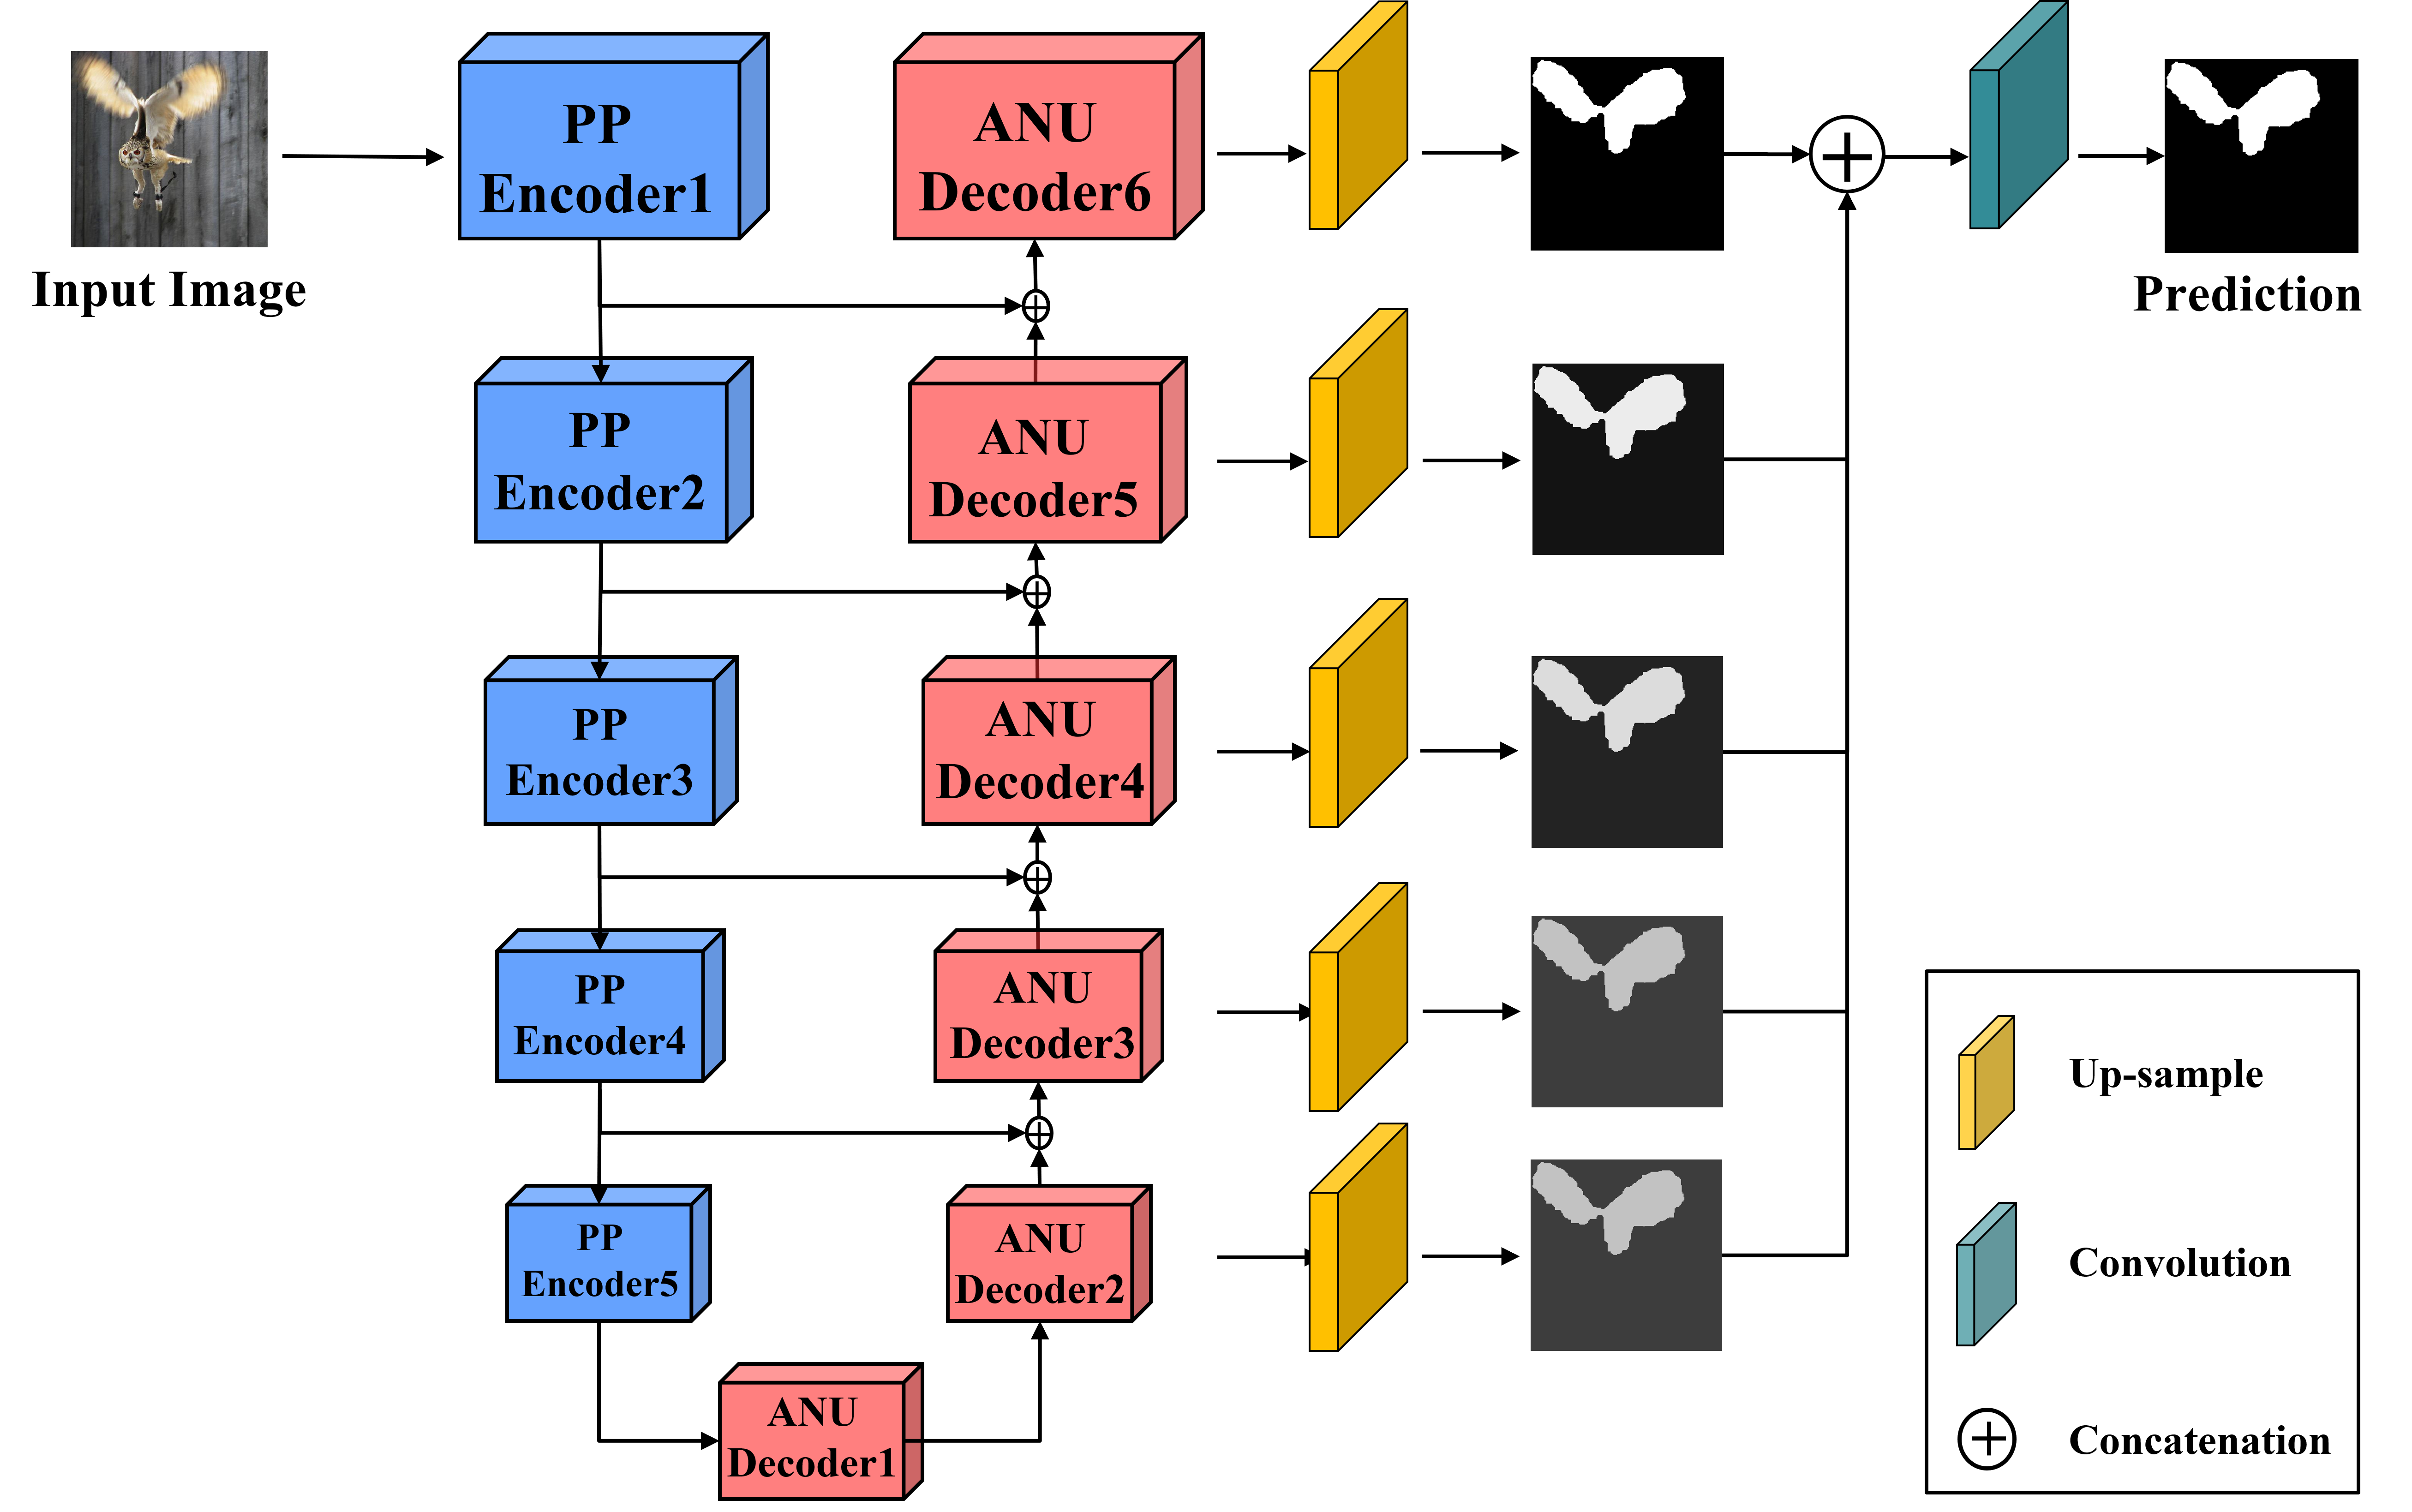 Input Image
PP
Encoder1
ANU
Decoder6
Prediction
PP
Encoder2
ANU
Decoder5
PP
Encoder3
ANU
Decoder4
PP
Encoder4
ANU
Decoder3
PP
Encoder5
ANU
Decoder2
ANU
Decoder1
Up-sample
Convolution
Concatenation